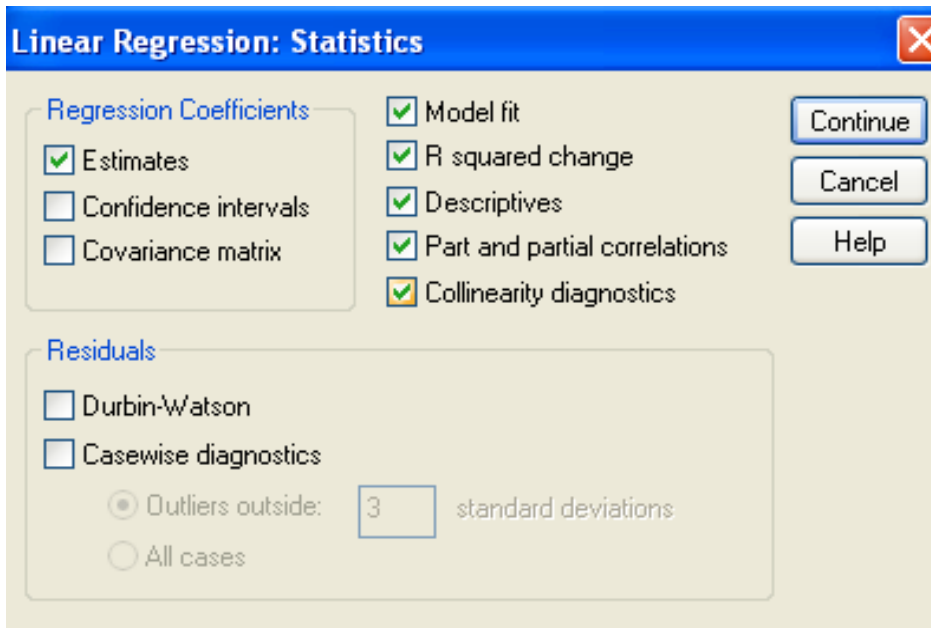 Linear Regression: Statistics
Regression Coefficients
Estimates
Confidence intervals
Covariance matrix
Model fit
R squared change
Descriptives
Part and partial correlations
Collinearity diagnostics
Continue
Cancel
Help
Residuals
Durbin-Watson
Casewise diagnostics
Outliers outside: 3 standard deviations
All cases